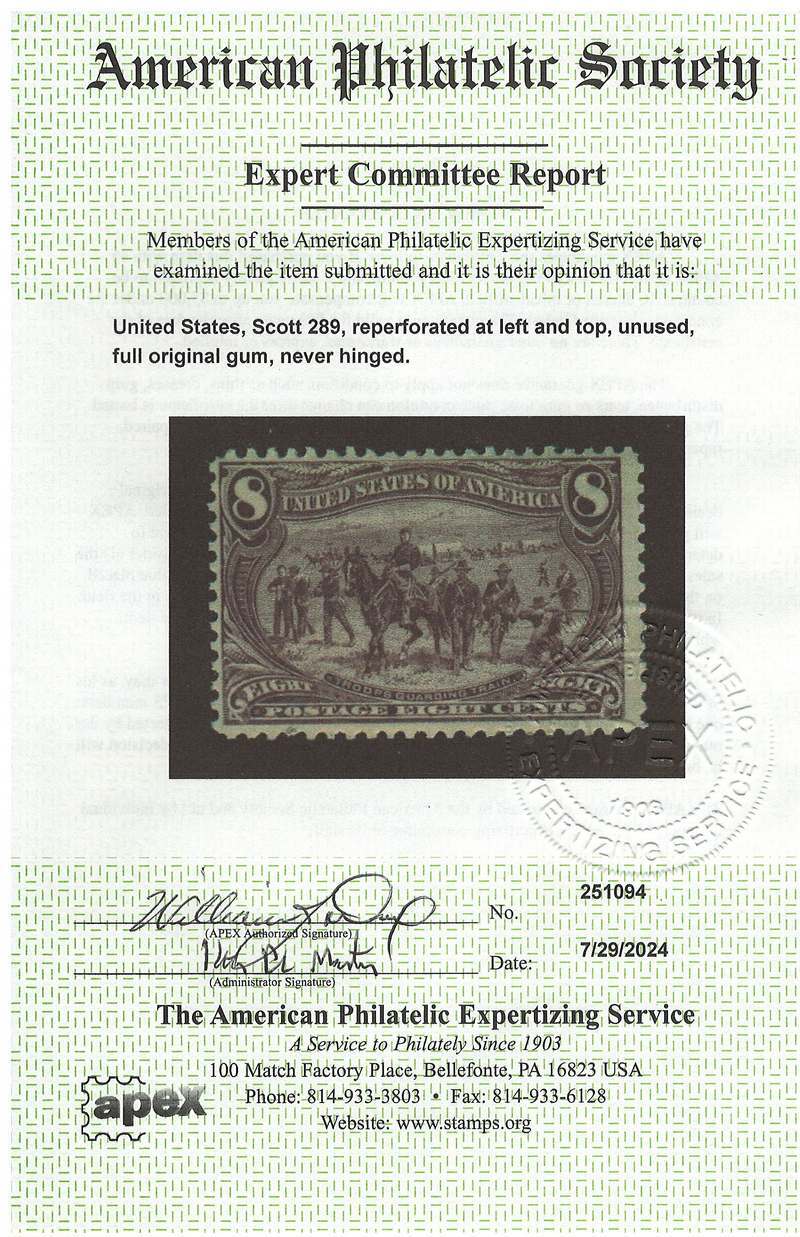 American Philatelic Society
Expert Committee Report
Members of the American Philatelic Expertizing Service have
examined the item submitted and it is their opinion that it is:
United States, Scott 289, reperforated at left and top, unused,
full original gum, never hinged.
8 UNITED STATES OF AMERICA 8
TROOPS GUARDING TRAIN.
EIGHT EIGHT
POSTAGE EIGHT CENTS
APEX
1903
EXPERTIZING SERVICE
No. 251094
(APEX Authorized Signature)
Date: 7/29/2024
(Administrator Signature)
The American Philatelic Expertizing Service
A Service to Philately Since 1903
100 Match Factory Place, Bellefonte, PA 16823 USA
apex
Phone: 814-933-3803 • Fax: 814-933-6128
Website: www.stamps.org